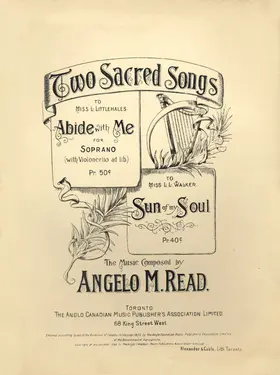 Two Sacred Songs
TO
MISS L. LITTLEHALES
Abide with Me
FOR
SOPRANO
(with Violoncello ad lib)
Pr. 50¢
TO
MISS L.L. WALKER
Sun of my Soul
Pr. 40¢
The Music Composed by
ANGELO M. READ.
TORONTO
THE ANGLO CANADIAN MUSIC PUBLISHER'S ASSOCIATION LIMITED
68 KING STREET WEST
Alexander & Cable, Lith Toronto